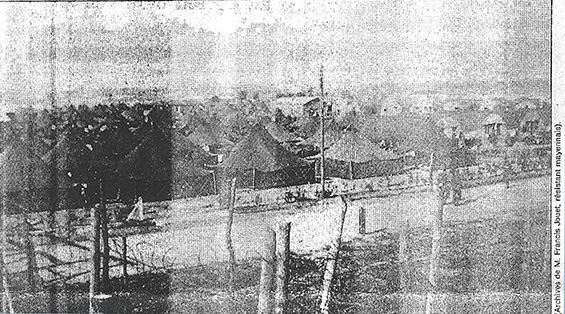 (Archives de M. Francis Jouet, résistant mayennais).